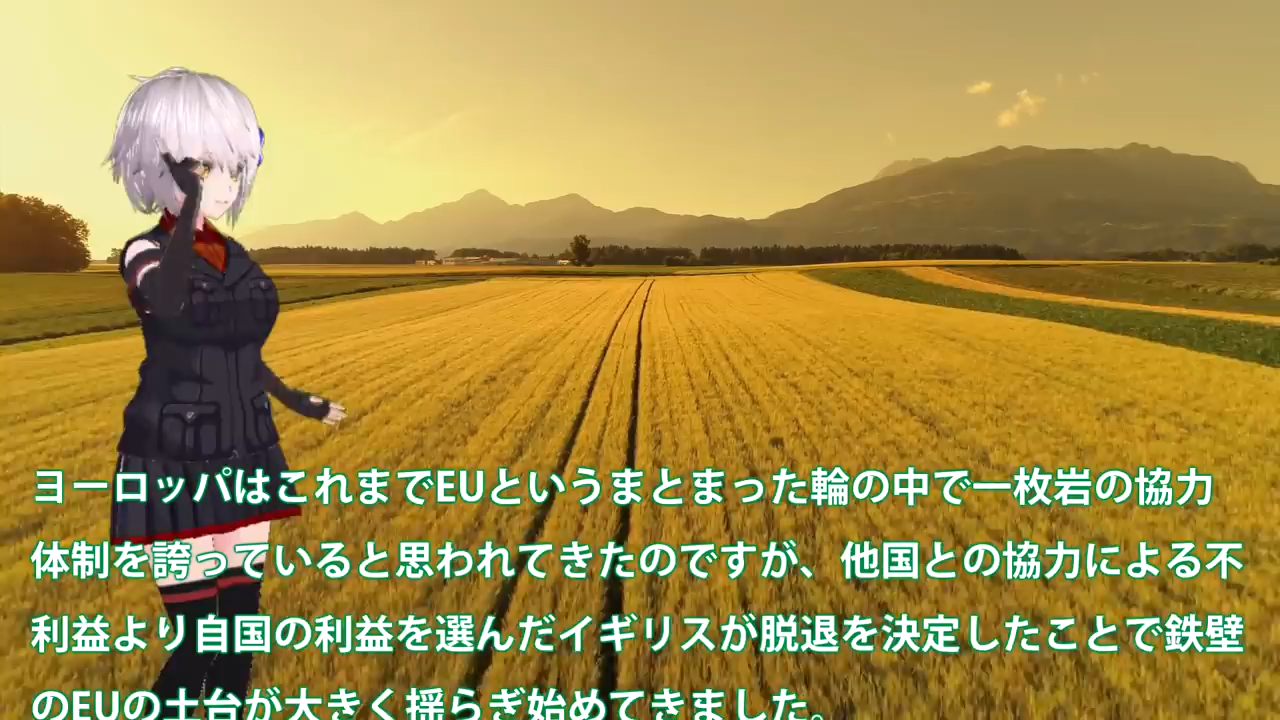 ヨーロッパはこれまでEUというまとまった輪の中で一枚岩の協力
体制を誇っていると思われてきたのですが、他国との協力による不
利益より自国の利益を選んだイギリスが脱退を決定したことで鉄壁
のEUの土台が大きく揺らぎ始めてきました。